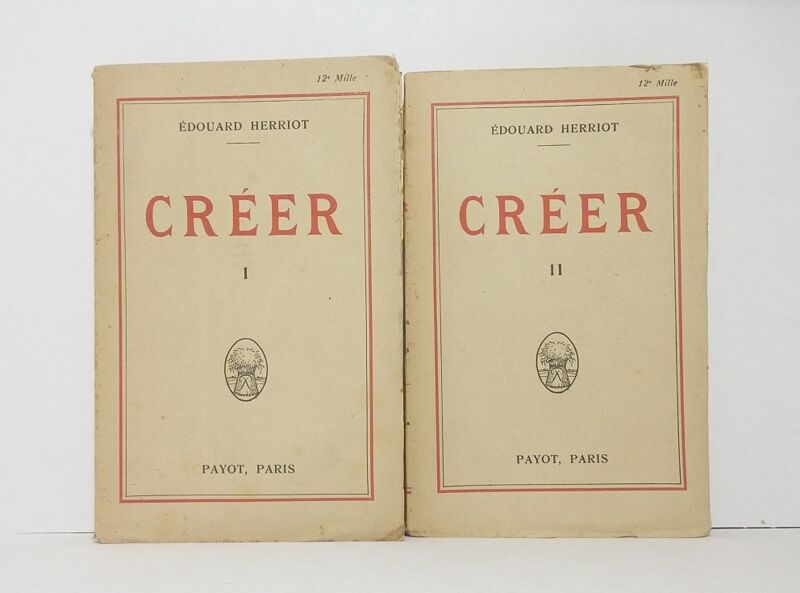 12e Mille
ÉDOUARD HERRIOT
CRÉER
I
PAYOT, PARIS
12e Mille
ÉDOUARD HERRIOT
CRÉER
II
PAYOT, PARIS